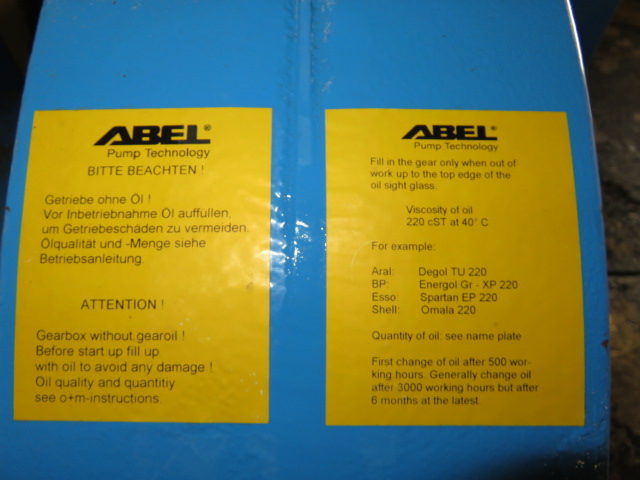 ABEL®
Pump Technology
BITTE BEACHTEN !
Getriebe ohne Öl !
Vor Inbetriebnahme Öl auffüllen,
um Getriebeschäden zu vermeiden.
Ölqualität und -Menge siehe
Betriebsanleitung.
ATTENTION !
Gearbox without gearoil !
Before start up fill up
with oil to avoid any damage !
Oil quality and quantitiy
see o+m-instructions.
ABEL®
Pump Technology
Fill in the gear only when out of
work up to the top edge of the
oil sight glass.
Viscosity of oil
220 cST at 40° C
For example:
Aral: Degol TU 220
BP: Energol Gr - XP 220
Esso: Spartan EP 220
Shell: Omala 220
Quantity of oil: see name plate
First change of oil after 500 wor-
king hours. Generally change oil
after 3000 working hours but after
6 months at the latest.